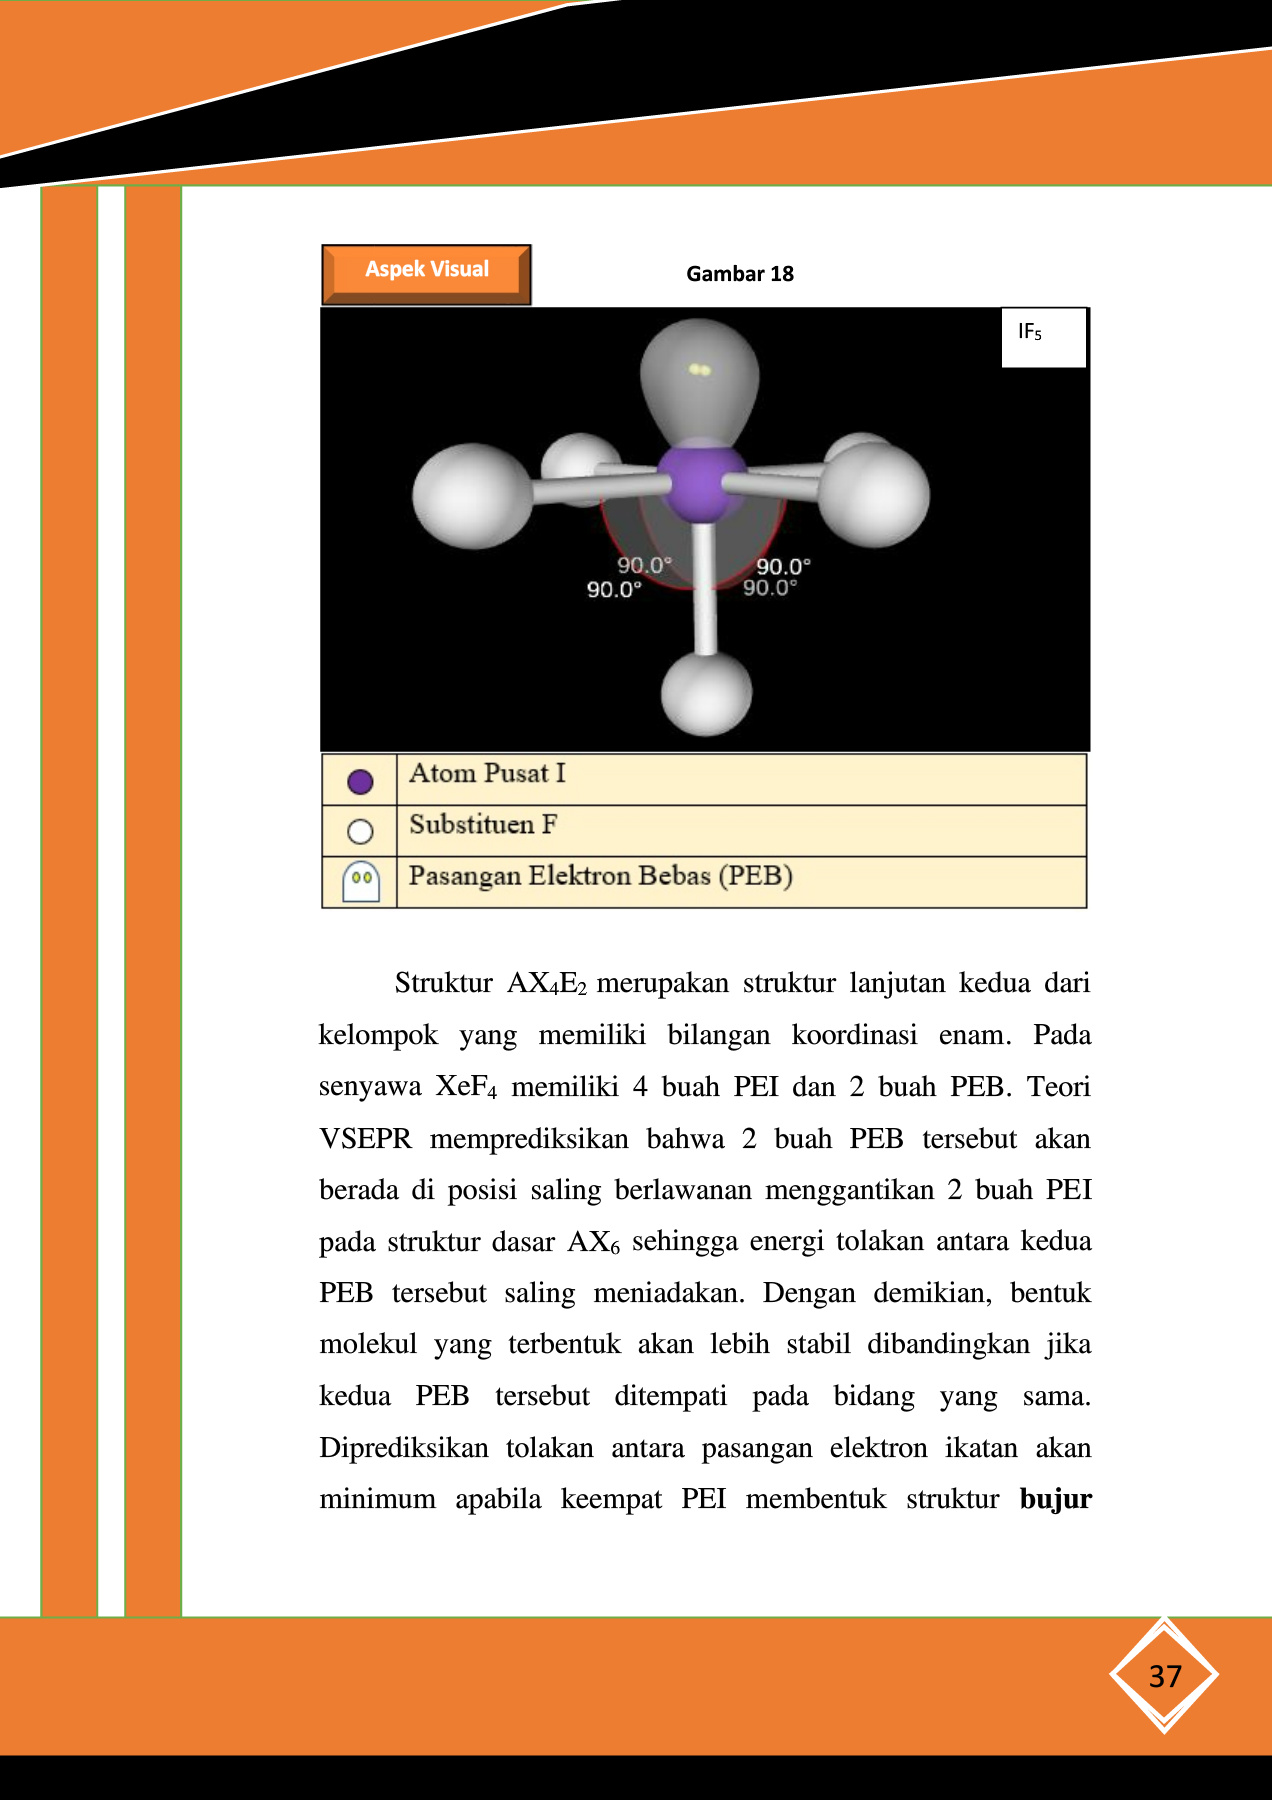 Aspek Visual
Gambar 18
IF₅
90.0°
90.0°
90.0°
90.0°
Atom Pusat I
Substituen F
Pasangan Elektron Bebas (PEB)
Struktur AX₄E₂ merupakan struktur lanjutan kedua dari
kelompok yang memiliki bilangan koordinasi enam. Pada
senyawa XeF₄ memiliki 4 buah PEI dan 2 buah PEB. Teori
VSEPR memprediksikan bahwa 2 buah PEB tersebut akan
berada di posisi saling berlawanan menggantikan 2 buah PEI
pada struktur dasar AX₆ sehingga energi tolakan antara kedua
PEB tersebut saling meniadakan. Dengan demikian, bentuk
molekul yang terbentuk akan lebih stabil dibandingkan jika
kedua PEB tersebut ditempati pada bidang yang sama.
Diprediksikan tolakan antara pasangan elektron ikatan akan
minimum apabila keempat PEI membentuk struktur bujur
37